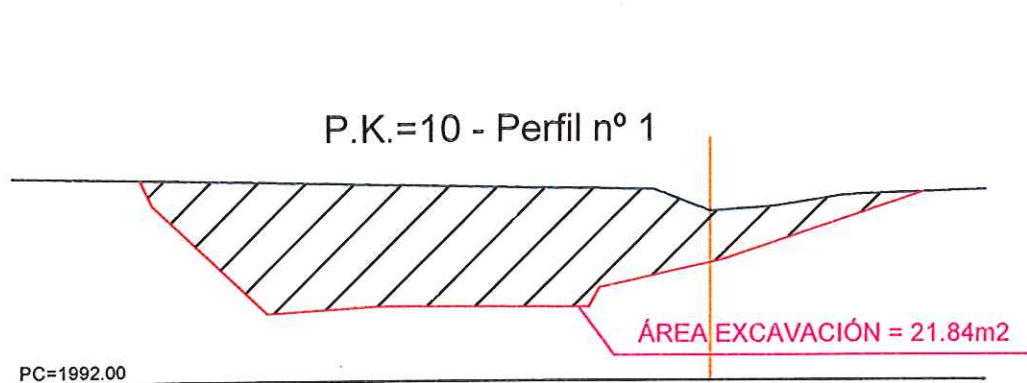 P.K.=10 - Perfil nº 1
ÁREA EXCAVACIÓN = 21.84m2
PC=1992.00